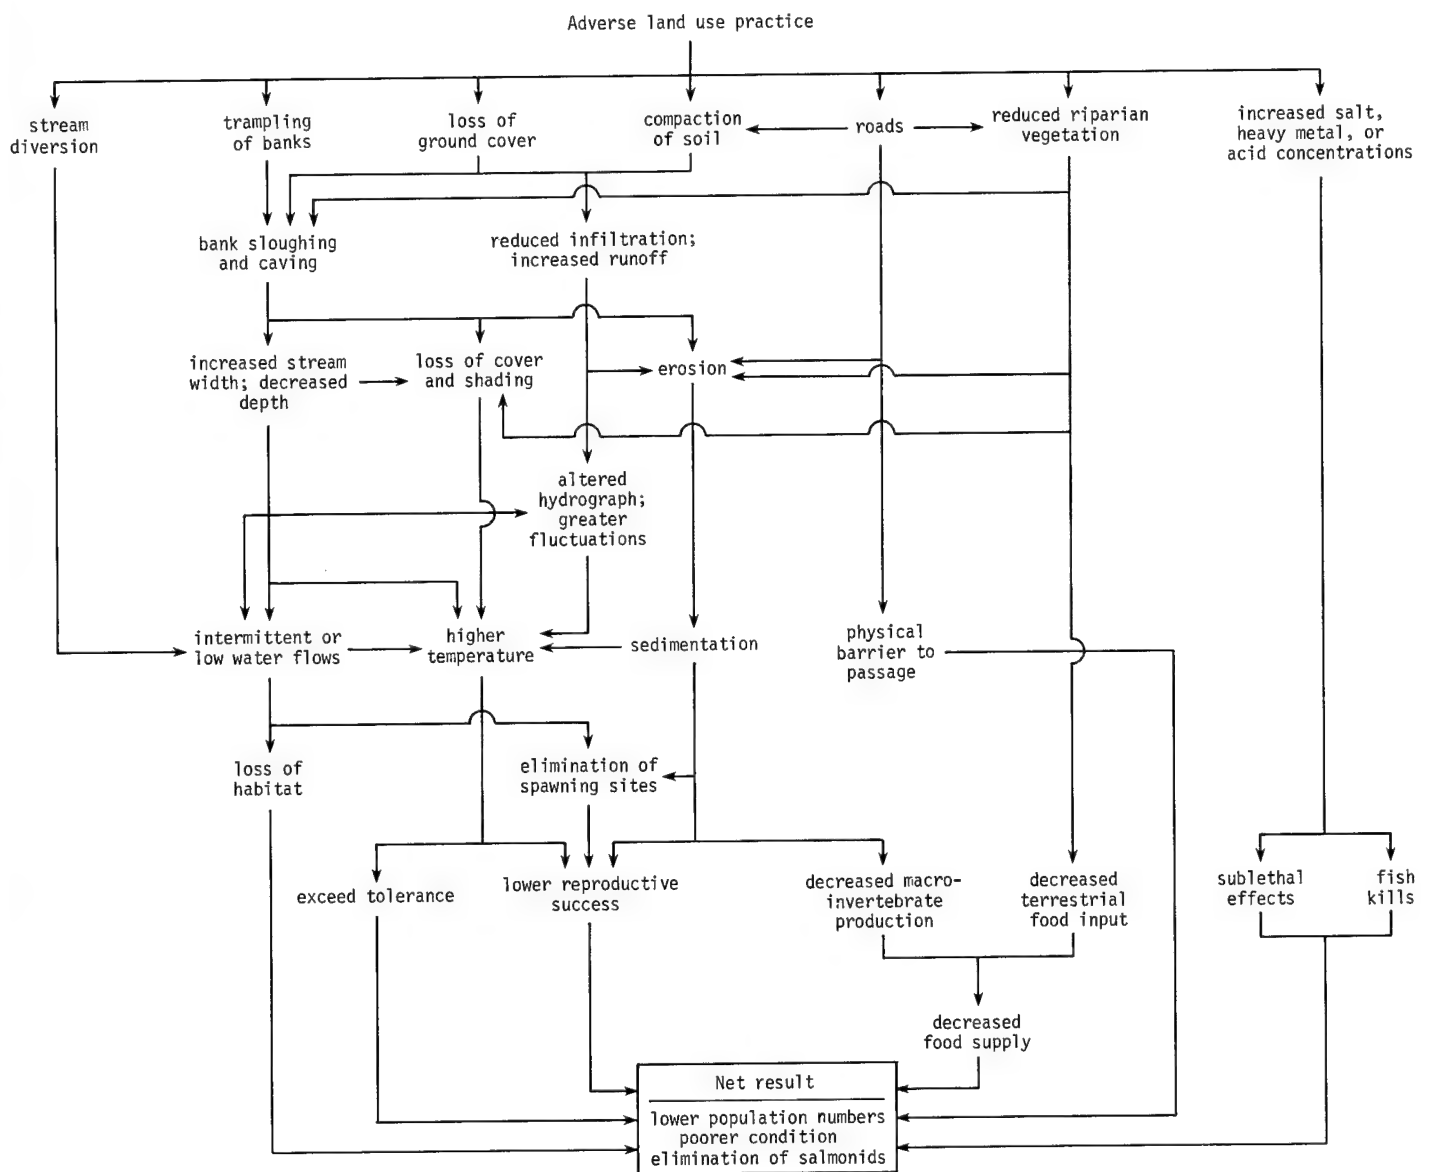 Adverse land use practice
stream
diversion
trampling
of banks
loss of
ground cover
compaction
of soil
roads
reduced riparian
vegetation
increased salt,
heavy metal, or
acid concentrations
bank sloughing
and caving
reduced infiltration;
increased runoff
increased stream
width; decreased
depth
loss of cover
and shading
erosion
altered
hydrograph;
greater
fluctuations
intermittent or
low water flows
higher
temperature
sedimentation
physical
barrier to
passage
loss of
habitat
elimination of
spawning sites
exceed tolerance
lower reproductive
success
decreased macro-
invertebrate
production
decreased
terrestrial
food input
sublethal
effects
fish
kills
decreased
food supply
Net result
lower population numbers
poorer condition
elimination of salmonids